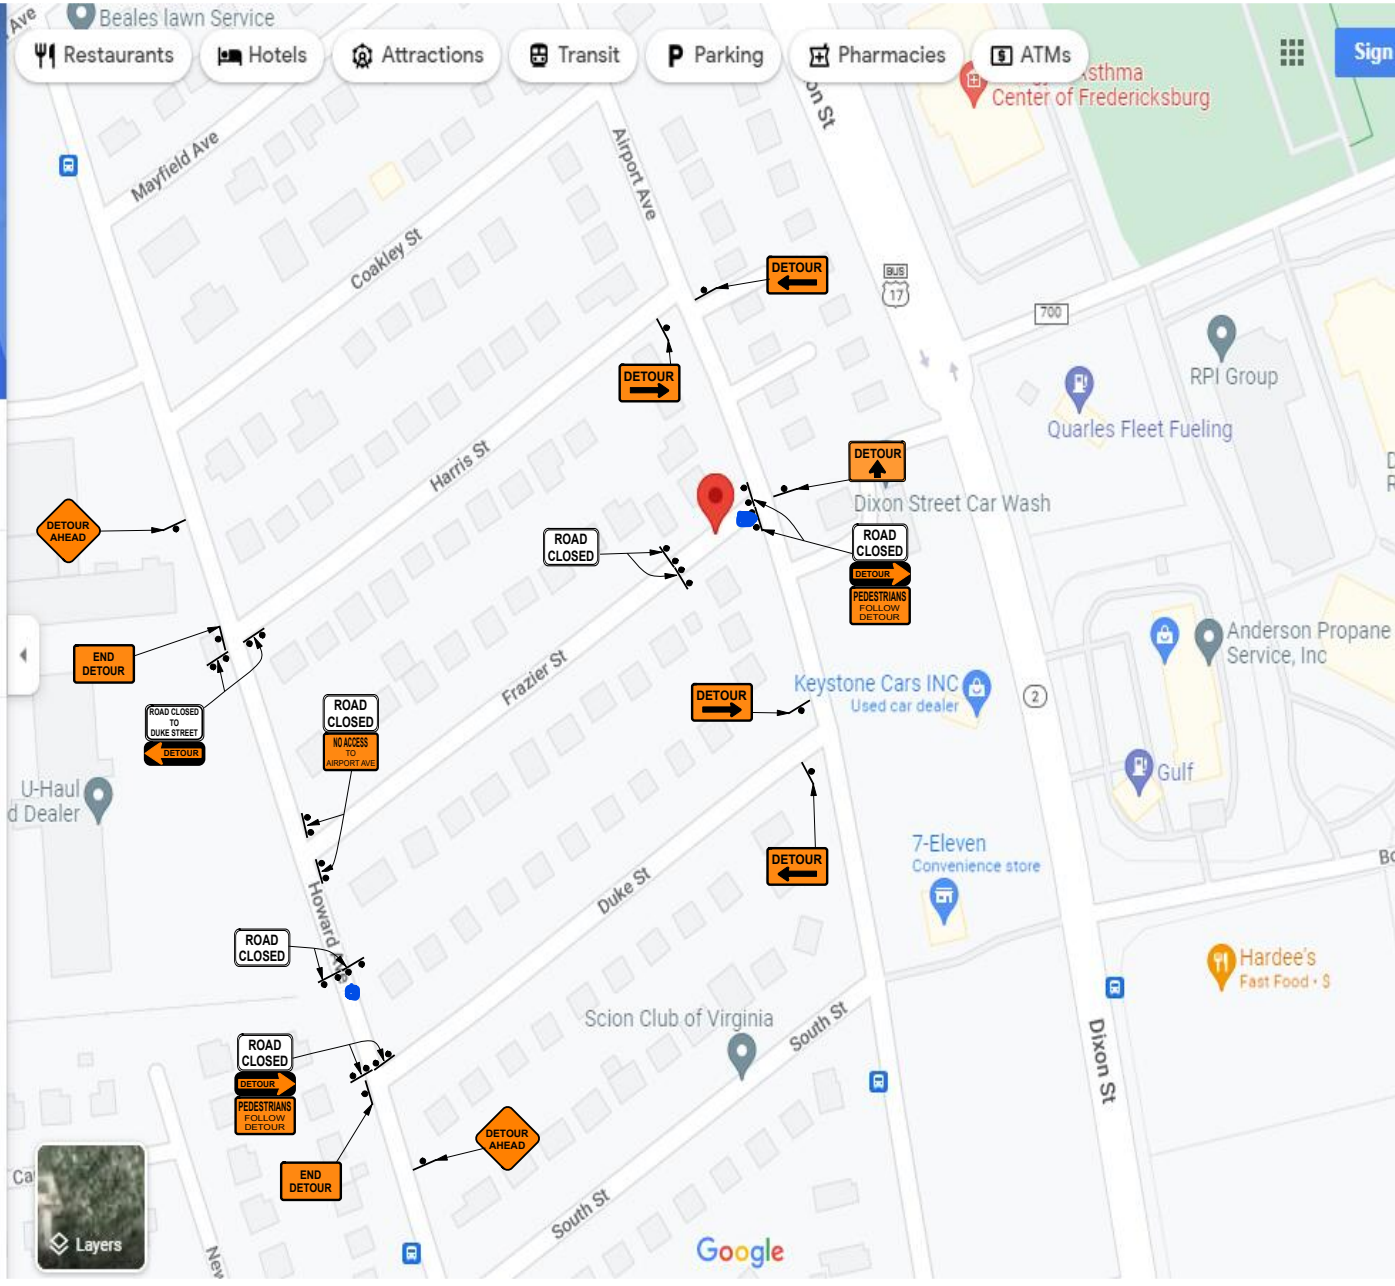 Ave
Beales lawn Service
Restaurants
Hotels
Attractions
Transit
P Parking
Pharmacies
$ ATMs
Sign
Asthma
Center of Fredericksburg
on St
Airport Ave
Mayfield Ave
Coakley St
DETOUR
BUS
17
700
RPI Group
DETOUR
Quarles Fleet Fueling
Harris St
DETOUR
D
R
Dixon Street Car Wash
DETOUR
AHEAD
ROAD
CLOSED
ROAD
CLOSED
DETOUR
PEDESTRIANS
FOLLOW
DETOUR
Anderson Propane
Service, Inc
END
DETOUR
Frazier St
DETOUR
Keystone Cars INC
Used car dealer
2
ROAD CLOSED
TO
DUKE STREET
DETOUR
ROAD
CLOSED
NO ACCESS
TO
AIRPORT AVE
U-Haul
d Dealer
Gulf
7-Eleven
Convenience store
Bo
DETOUR
Duke St
Howard Ave
ROAD
CLOSED
Hardee's
Fast Food · $
Scion Club of Virginia
South St
Dixon St
ROAD
CLOSED
DETOUR
PEDESTRIANS
FOLLOW
DETOUR
DETOUR
AHEAD
END
DETOUR
Ca
South St
Layers
New
Google